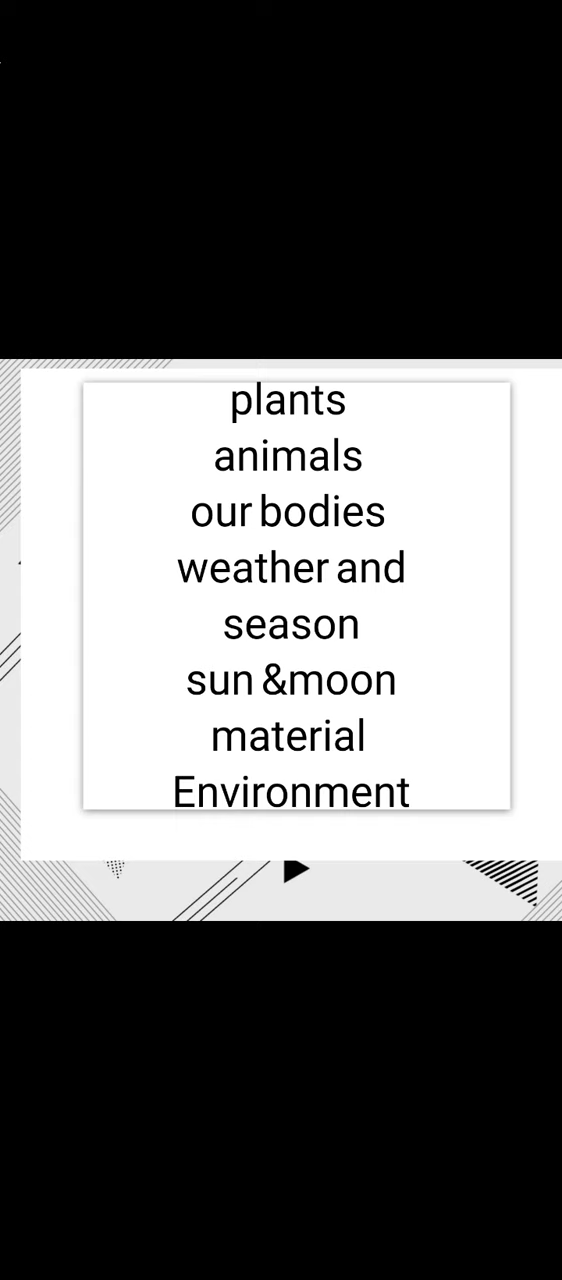 plants
animals
our bodies
weather and
season
sun &moon
material
Environment